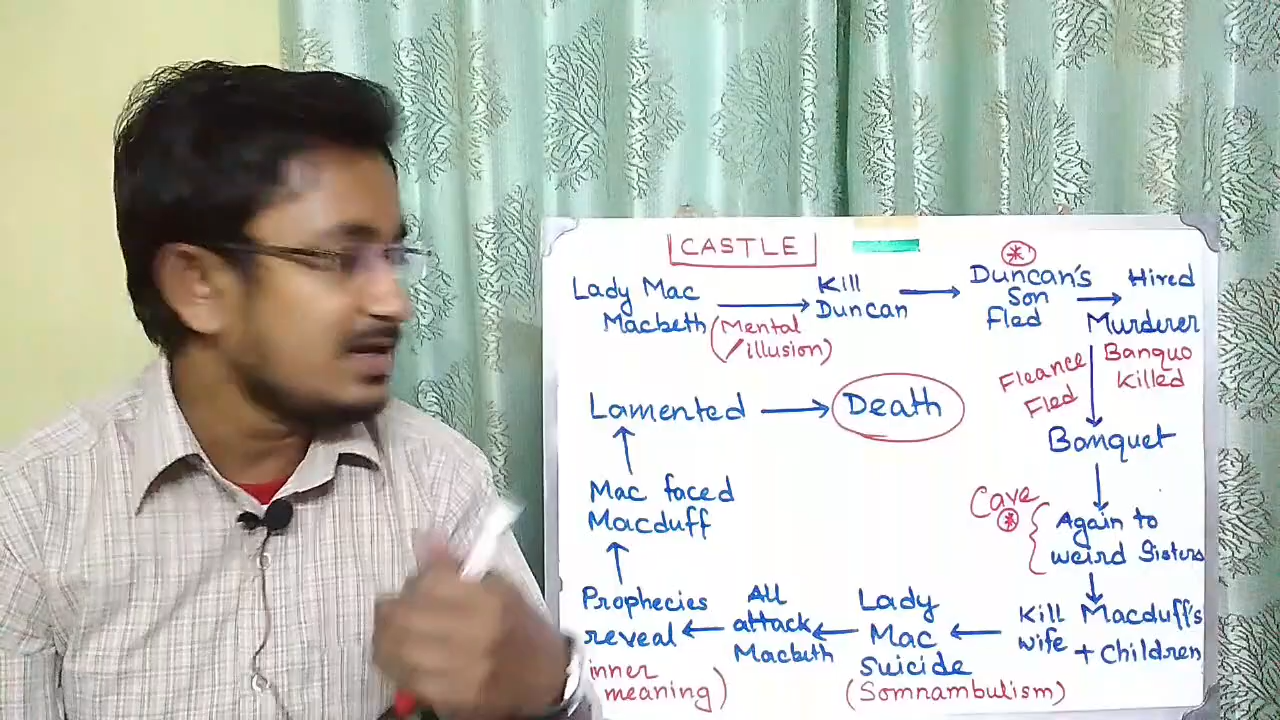 CASTLE
Lady Mac
Macbeth
(Mental
illusion)
Kill
Duncan
Duncan's
Son
Fled
Hired
Murderer
Banquo
Killed
Fleance
Fled
Banquet
Cave
Again to
weird Sisters
Kill Macduff's
wife + Children
Lady
Mac
suicide
(Somnambulism)
All
attack
Macbeth
Prophecies
reveal
inner
meaning)
Mac faced
Macduff
Lamented
Death